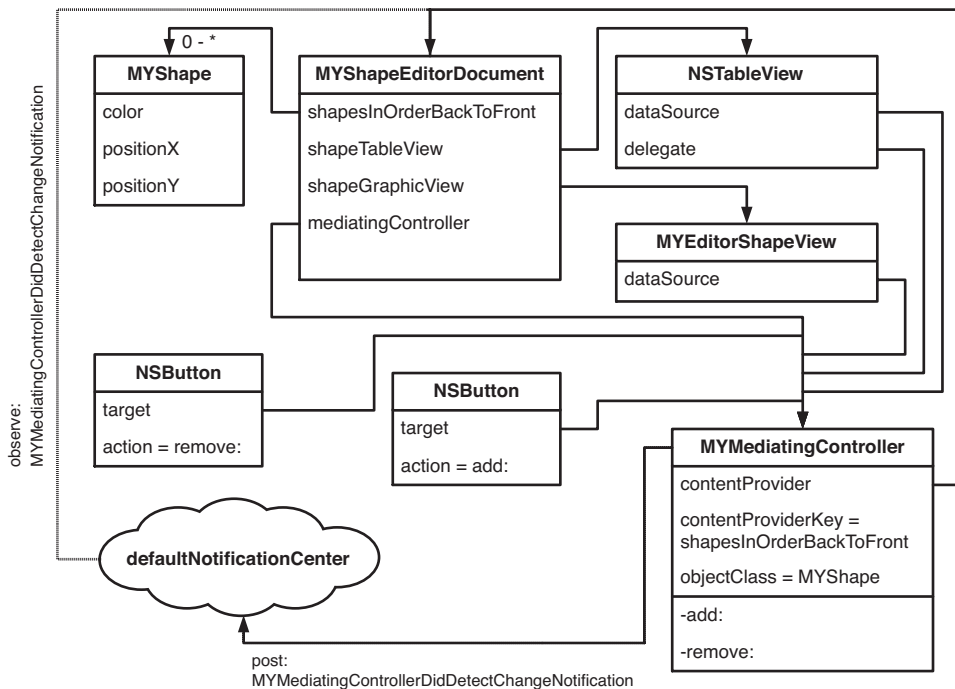 0 - *
MYShape
color
positionX
positionY
MYShapeEditorDocument
shapesInOrderBackToFront
shapeTableView
shapeGraphicView
mediatingController
NSTableView
dataSource
delegate
MYEditorShapeView
dataSource
observe:
MYMediatingControllerDidDetectChangeNotification
NSButton
target
action = remove:
NSButton
target
action = add:
MYMediatingController
contentProvider
contentProviderKey =
shapesInOrderBackToFront
objectClass = MYShape
-add:
-remove:
defaultNotificationCenter
post:
MYMediatingControllerDidDetectChangeNotification